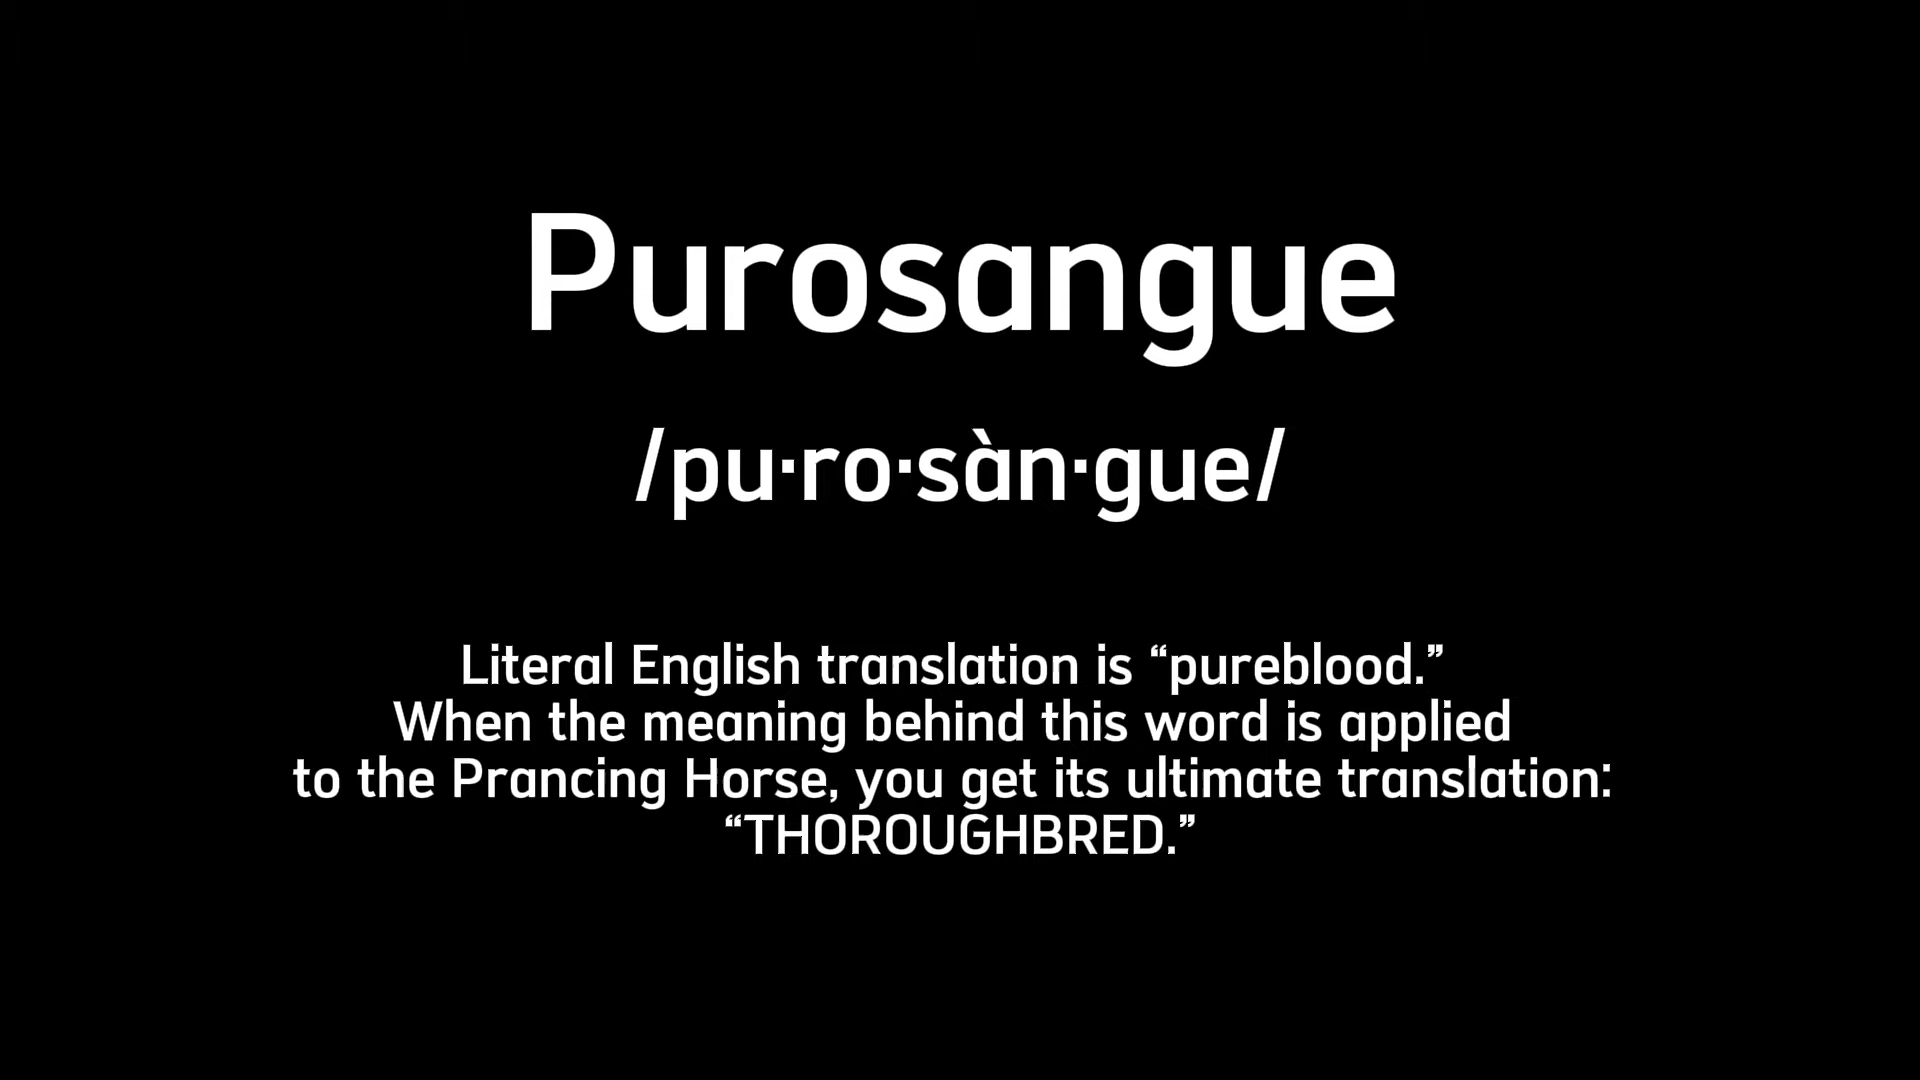 Purosangue
/pu·ro·sàn·gue/
Literal English translation is “pureblood.”
When the meaning behind this word is applied
to the Prancing Horse, you get its ultimate translation:
“THOROUGHBRED.”